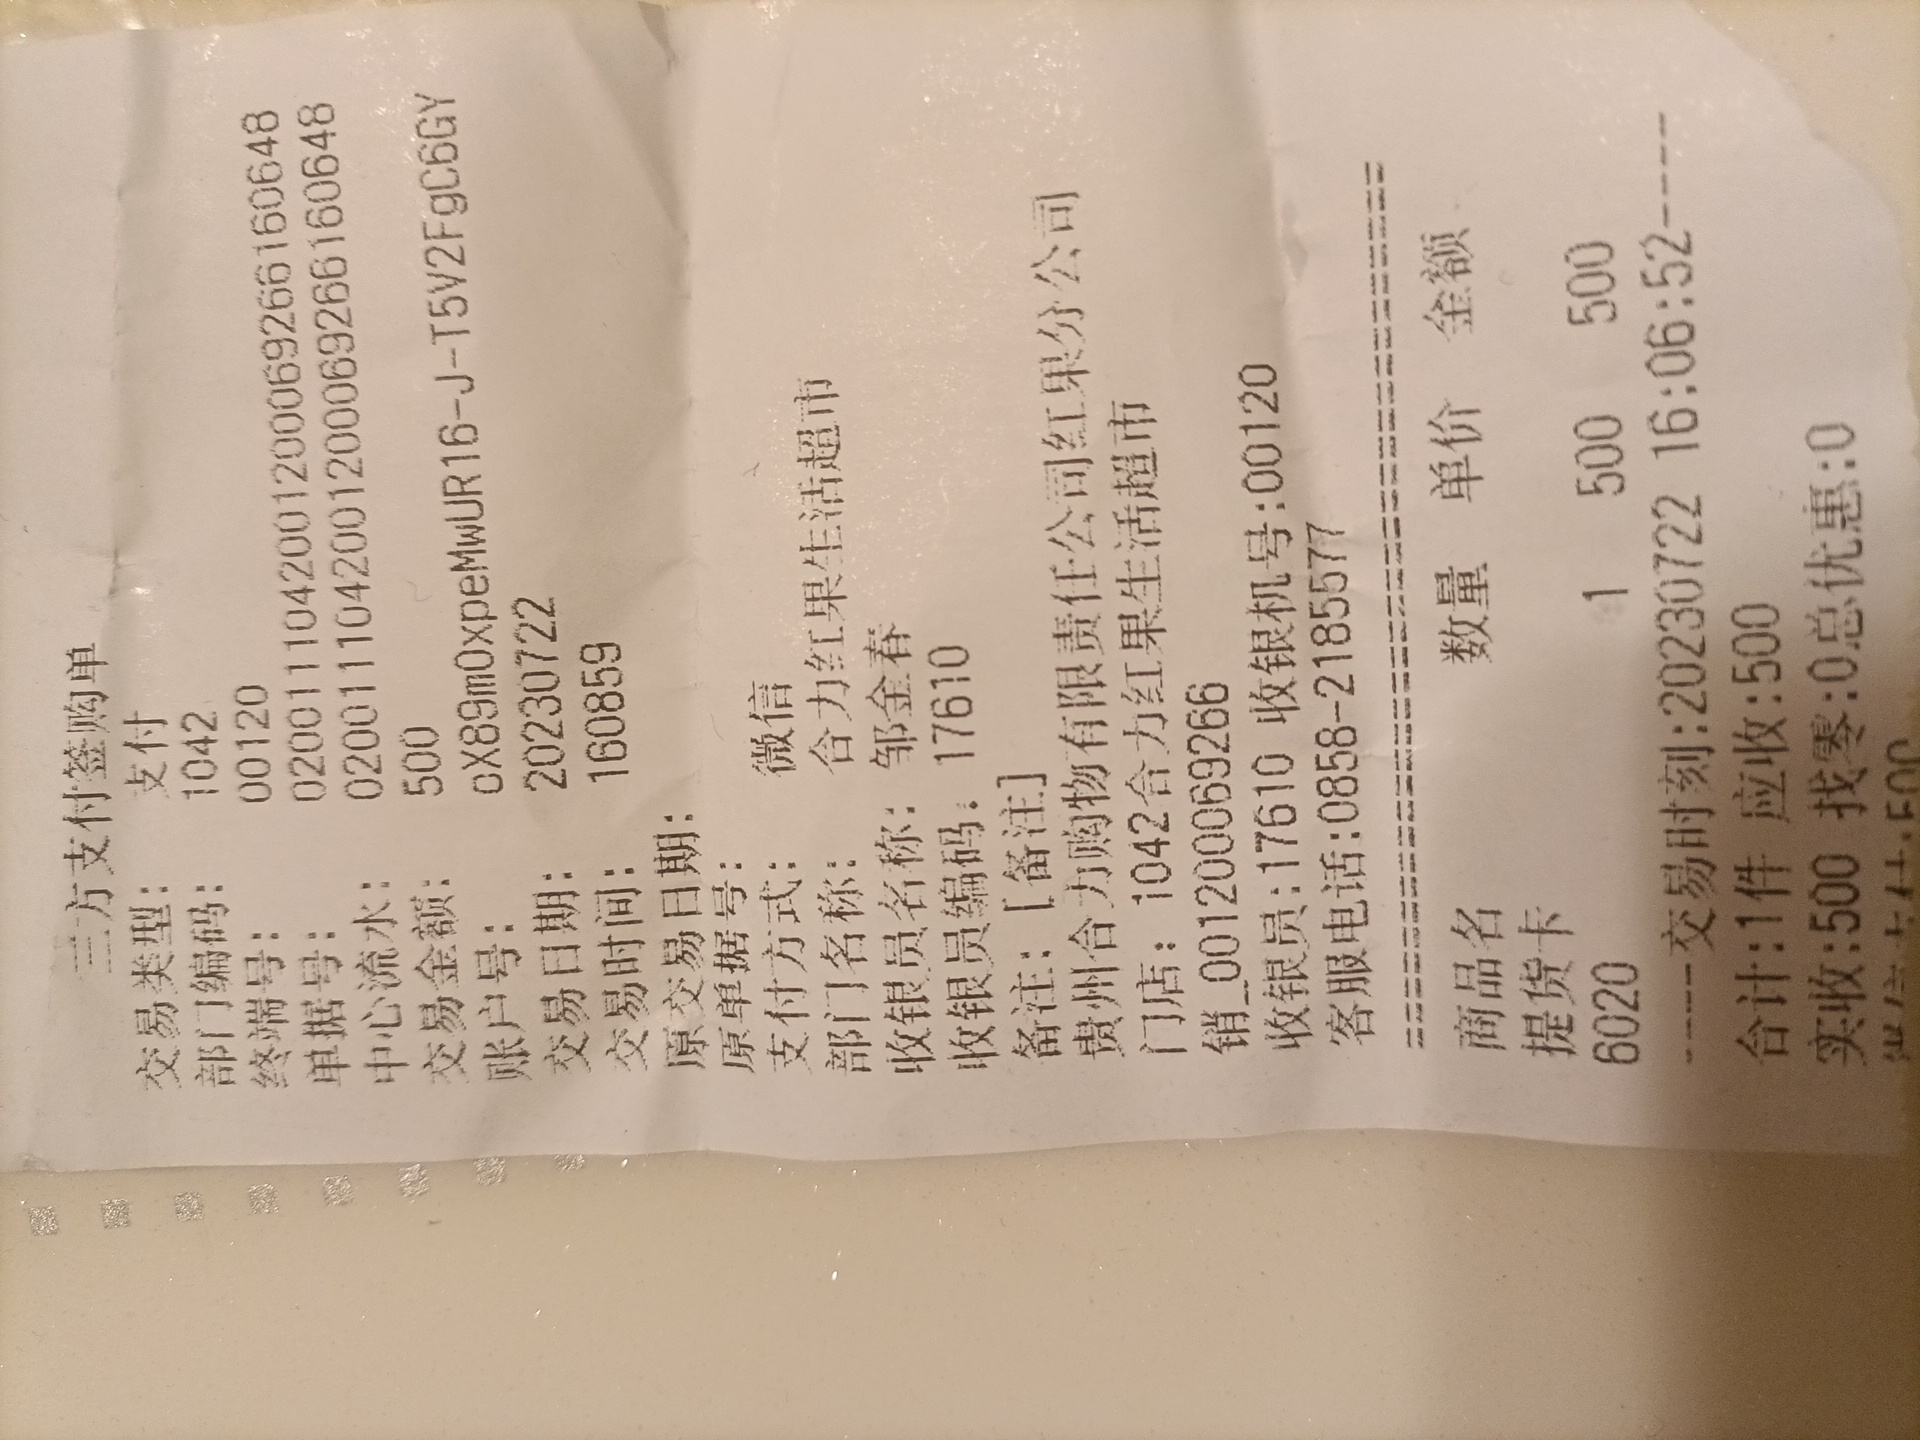 三方支付签购单
交易类型: 支付
部门编码: 1042
终端号: 00120
单据号: 020011104200120006926616​0648
中心流水: 020011104200120006926616​0648
交易金额: 500
账户号: oX89m0xpeMwUR16-J-T5V2FgC6GY
交易日期: 20230722
交易时间: 160859
原交易日期:
原单据号:
支付方式: 微信
部门名称: 合力红果生活超市
收银员名称: 邹金春
收银员编码: 17610
备注: [备注]
贵州合力购物有限责任公司红果分公司
门店: 1042合力红果生活超市
销_001200069266
收银员:17610 收银机号:00120
客服电话:0858-2185577
商品名 数量 单价 金额
提货卡
6020 1 500 500
----交易时刻:20230722 16:06:52----
合计:1件 应收:500
实收:500 找零:0总优惠:0